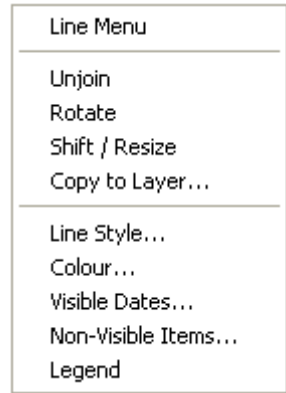 Line Menu
Unjoin
Rotate
Shift / Resize
Copy to Layer...
Line Style...
Colour...
Visible Dates...
Non-Visible Items...
Legend